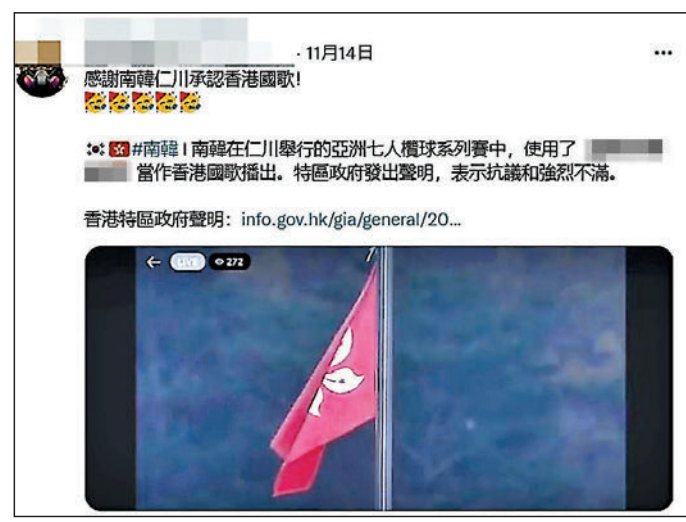 · 11月14日
感謝南韓仁川承認香港國歌!
#南韓 | 南韓在仁川舉行的亞洲七人欖球系列賽中，使用了
當作香港國歌播出。特區政府發出聲明，表示抗議和強烈不滿。
香港特區政府聲明：info.gov.hk/gia/general/20...
LIVE 272